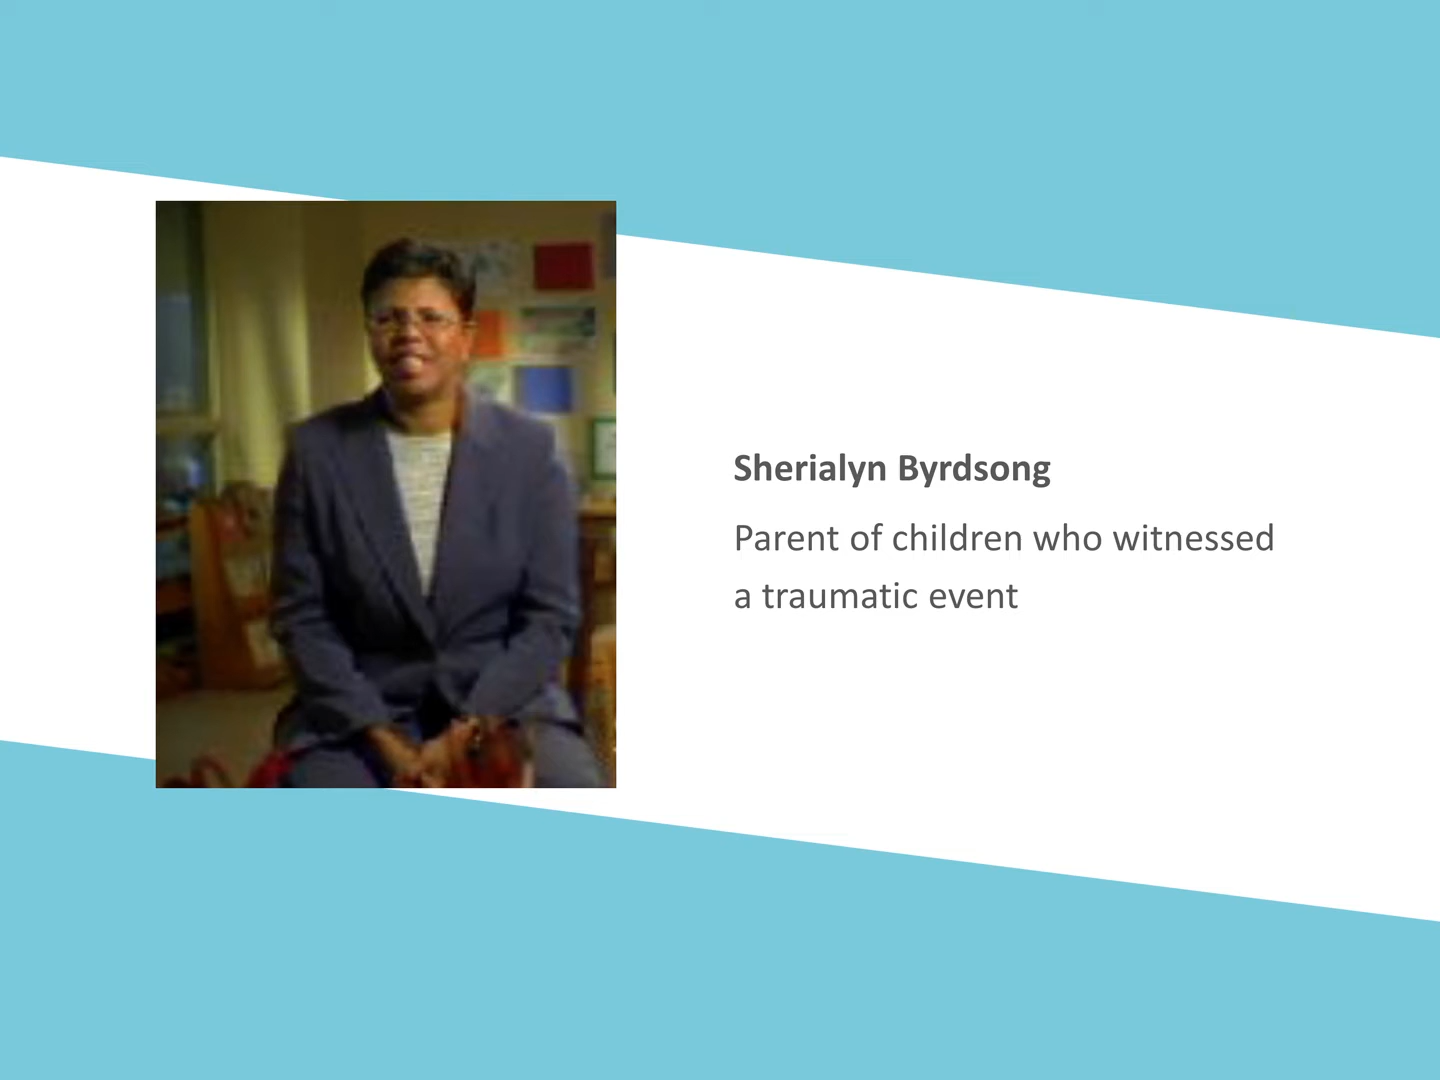 Sherialyn Byrdsong
Parent of children who witnessed
a traumatic event